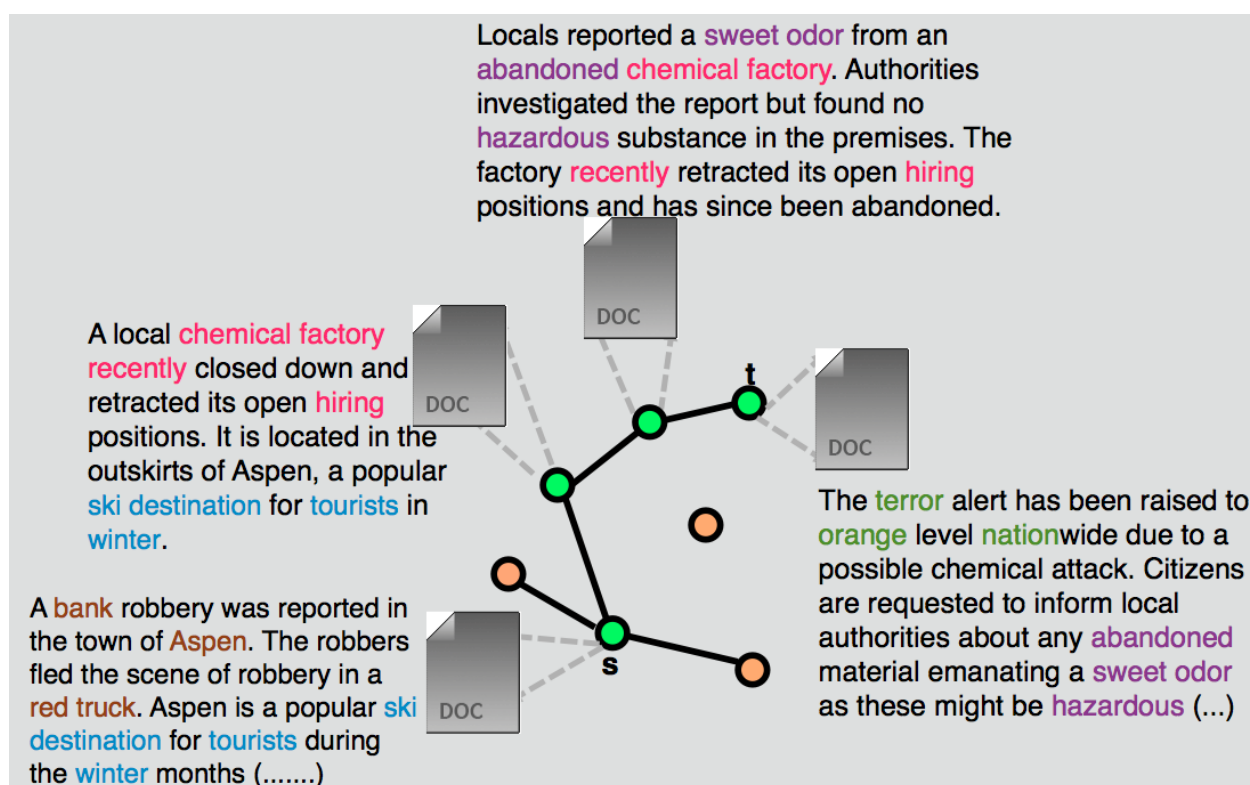 Locals reported a sweet odor from an
abandoned chemical factory. Authorities
investigated the report but found no
hazardous substance in the premises. The
factory recently retracted its open hiring
positions and has since been abandoned.
DOC
A local chemical factory
recently closed down and
retracted its open hiring
positions. It is located in the
outskirts of Aspen, a popular
ski destination for tourists in
winter.
DOC
t
DOC
The terror alert has been raised to
orange level nationwide due to a
possible chemical attack. Citizens
are requested to inform local
authorities about any abandoned
material emanating a sweet odor
as these might be hazardous (...)
A bank robbery was reported in
the town of Aspen. The robbers
fled the scene of robbery in a
red truck. Aspen is a popular ski
destination for tourists during
the winter months (.......)
DOC
s